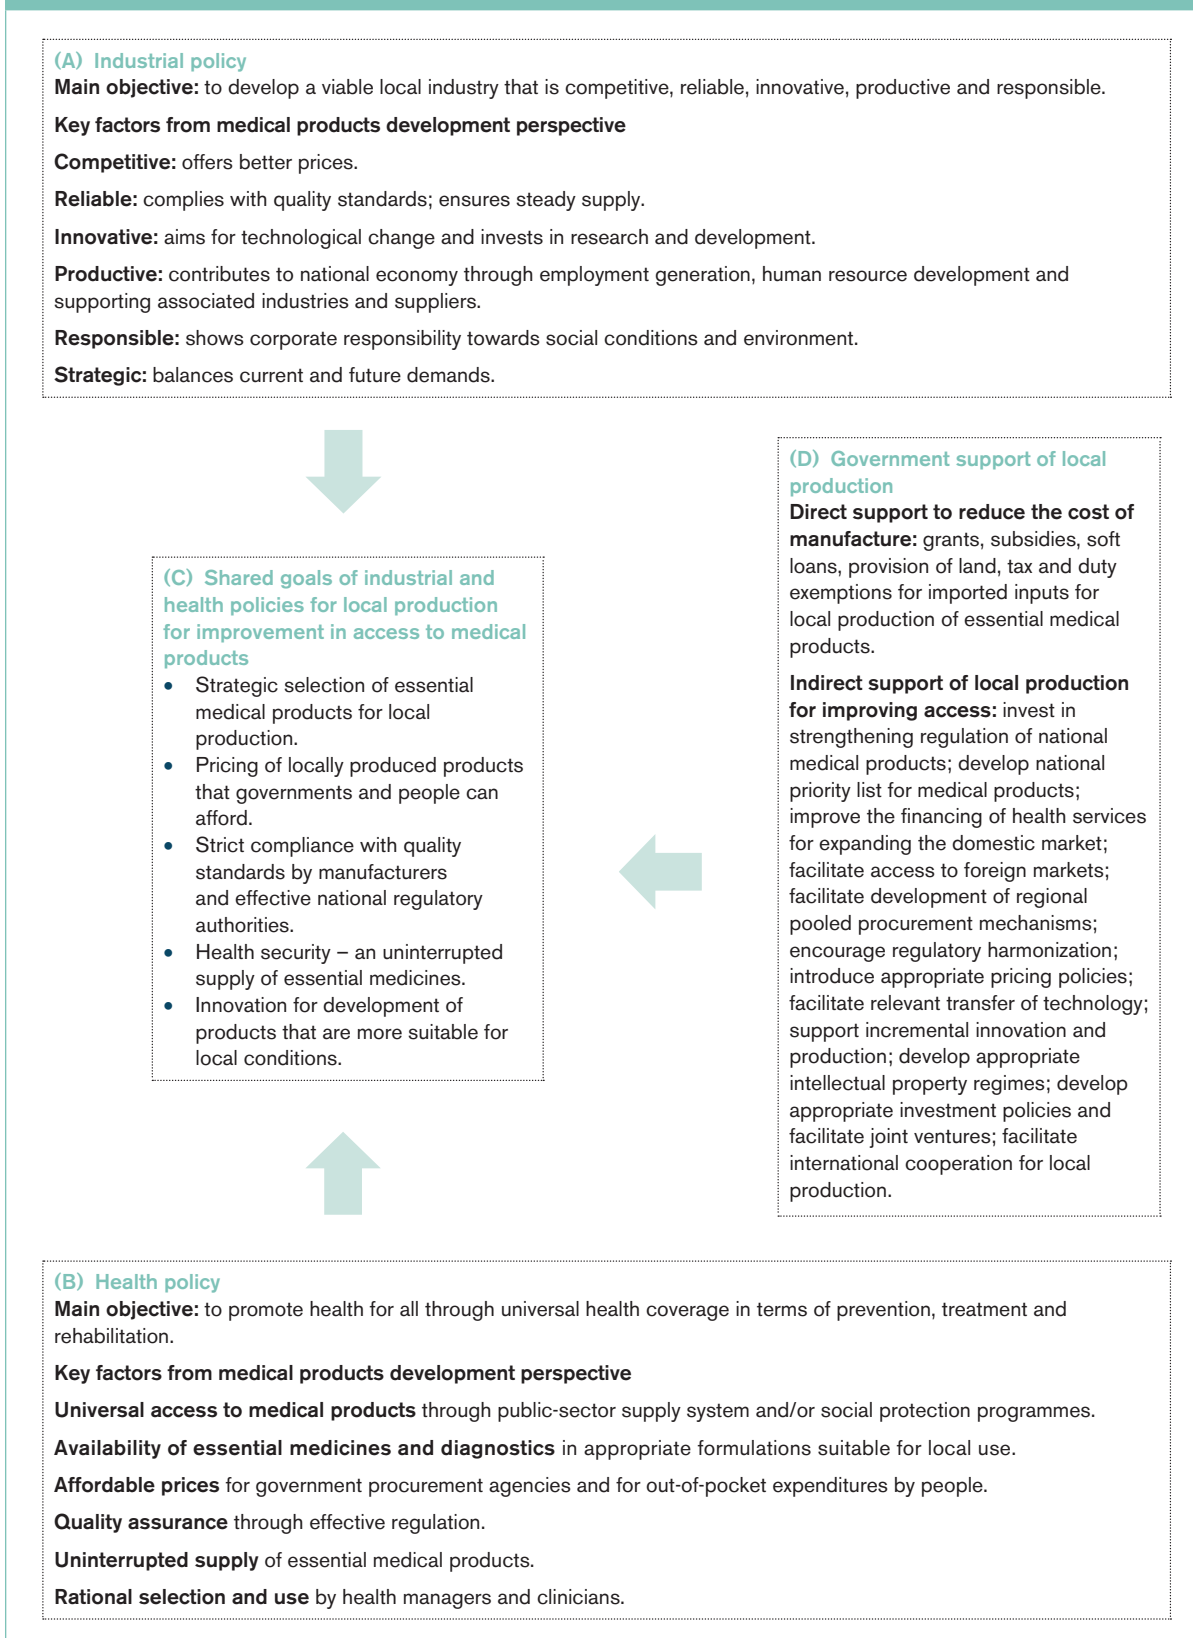 (A) Industrial policy
Main objective: to develop a viable local industry that is competitive, reliable, innovative, productive and responsible.
Key factors from medical products development perspective
Competitive: offers better prices.
Reliable: complies with quality standards; ensures steady supply.
Innovative: aims for technological change and invests in research and development.
Productive: contributes to national economy through employment generation, human resource development and
supporting associated industries and suppliers.
Responsible: shows corporate responsibility towards social conditions and environment.
Strategic: balances current and future demands.
(C) Shared goals of industrial and
health policies for local production
for improvement in access to medical
products
• Strategic selection of essential
medical products for local
production.
• Pricing of locally produced products
that governments and people can
afford.
• Strict compliance with quality
standards by manufacturers
and effective national regulatory
authorities.
• Health security – an uninterrupted
supply of essential medicines.
• Innovation for development of
products that are more suitable for
local conditions.
(D) Government support of local
production
Direct support to reduce the cost of
manufacture: grants, subsidies, soft
loans, provision of land, tax and duty
exemptions for imported inputs for
local production of essential medical
products.
Indirect support of local production
for improving access: invest in
strengthening regulation of national
medical products; develop national
priority list for medical products;
improve the financing of health services
for expanding the domestic market;
facilitate access to foreign markets;
facilitate development of regional
pooled procurement mechanisms;
encourage regulatory harmonization;
introduce appropriate pricing policies;
facilitate relevant transfer of technology;
support incremental innovation and
production; develop appropriate
intellectual property regimes; develop
appropriate investment policies and
facilitate joint ventures; facilitate
international cooperation for local
production.
(B) Health policy
Main objective: to promote health for all through universal health coverage in terms of prevention, treatment and
rehabilitation.
Key factors from medical products development perspective
Universal access to medical products through public-sector supply system and/or social protection programmes.
Availability of essential medicines and diagnostics in appropriate formulations suitable for local use.
Affordable prices for government procurement agencies and for out-of-pocket expenditures by people.
Quality assurance through effective regulation.
Uninterrupted supply of essential medical products.
Rational selection and use by health managers and clinicians.